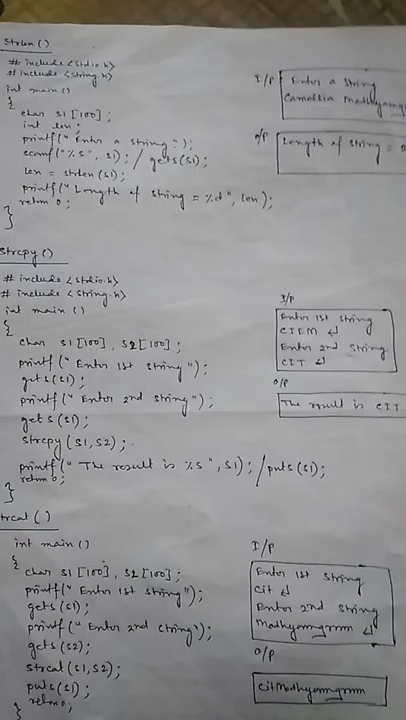 strlen()
# include <stdio.h>
# include <string.h>
int main()
{
char s1[100];
int len;
printf("Enter a string:");
scanf("%s", s1); / gets(s1);
len = strlen(s1);
printf("Length of string = %d", len);
return 0;
}
I/P
Enter a string
Camellia
O/P
Length of string =
strcpy()
# include <stdio.h>
# include <string.h>
int main()
{
char s1[100], s2[100];
printf("Enter 1st string");
gets(s1);
printf("Enter 2nd string");
gets(s1);
strcpy(s1,s2);
printf("The result is %s", s1); / puts(s1);
return 0;
}
I/P
Enter 1st string
CIEM ↲
Enter 2nd string
CIT ↲
O/P
The result is CIT
trcat()
int main()
{
char s1[100], s2[100];
printf("Enter 1st string");
gets(s1);
printf("Enter 2nd string");
gets(s2);
strcat(s1,s2);
puts(s1);
return 0;
}
I/P
Enter 1st string
cit ↲
Enter 2nd string
Madhyamgram ↲
O/P
citMadhyamgram